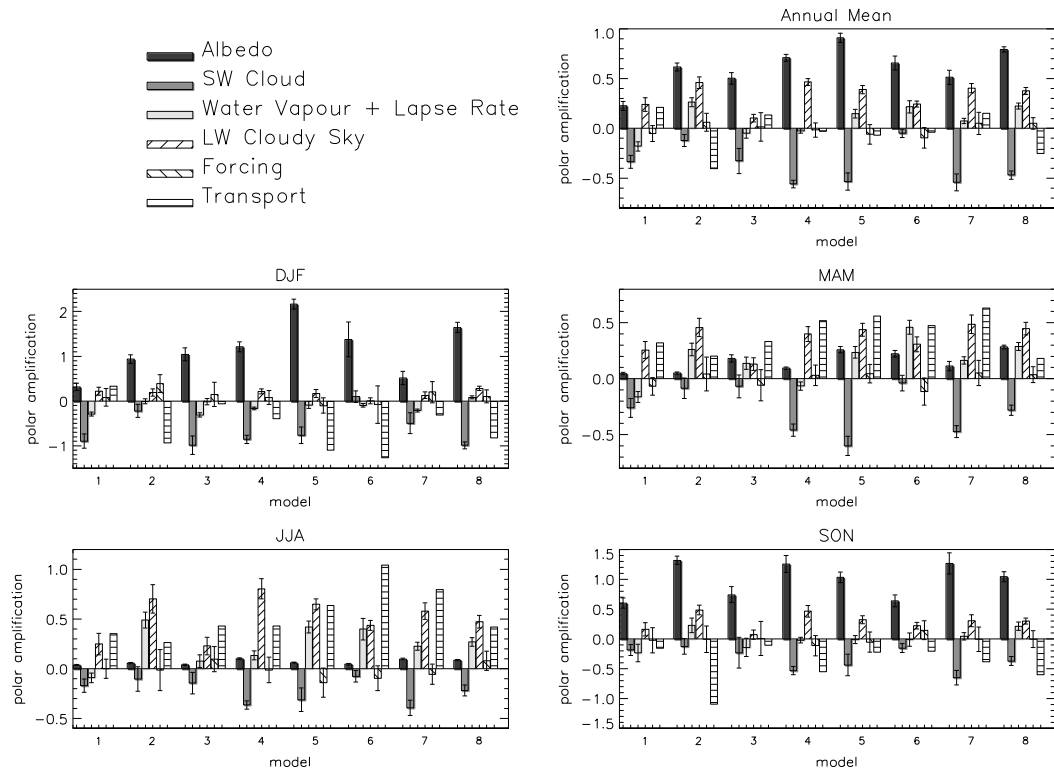 Albedo
SW Cloud
Water Vapour + Lapse Rate
LW Cloudy Sky
Forcing
Transport
Annual Mean
polar amplification
1.0
0.5
0.0
−0.5
1 2 3 4 5 6 7 8
model
DJF
polar amplification
2
1
0
−1
1 2 3 4 5 6 7 8
model
MAM
polar amplification
0.5
0.0
−0.5
1 2 3 4 5 6 7 8
model
JJA
polar amplification
1.0
0.5
0.0
−0.5
1 2 3 4 5 6 7 8
model
SON
polar amplification
1.5
1.0
0.5
0.0
−0.5
−1.0
−1.5
1 2 3 4 5 6 7 8
model